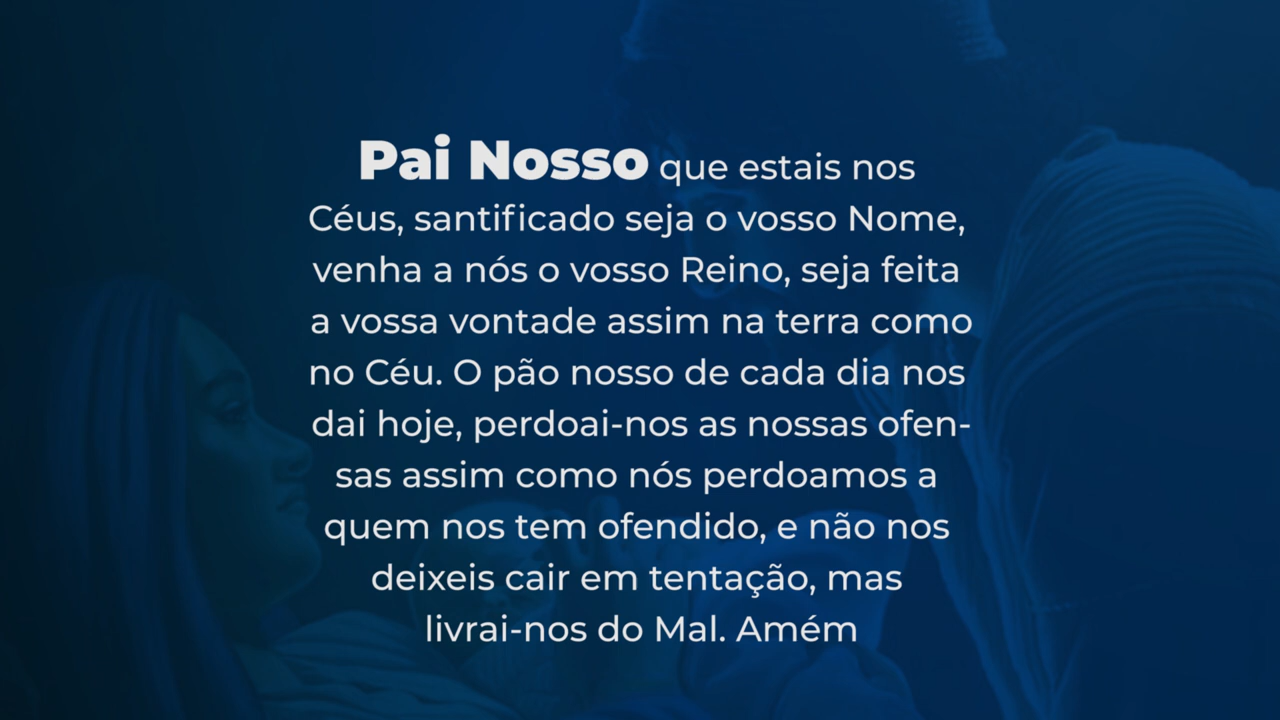 Pai Nosso que estais nos
Céus, santificado seja o vosso Nome,
venha a nós o vosso Reino, seja feita
a vossa vontade assim na terra como
no Céu. O pão nosso de cada dia nos
dai hoje, perdoai-nos as nossas ofen-
sas assim como nós perdoamos a
quem nos tem ofendido, e não nos
deixeis cair em tentação, mas
livrai-nos do Mal. Amém